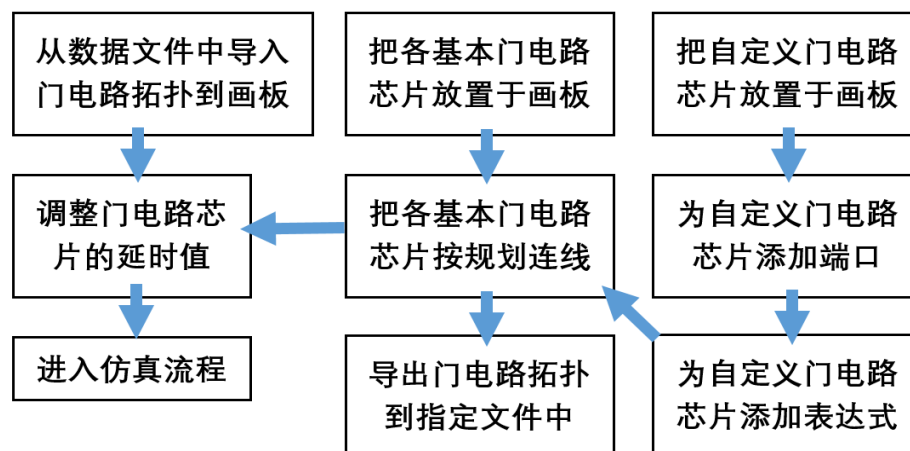 从数据文件中导入
门电路拓扑到画板
把各基本门电路
芯片放置于画板
把自定义门电路
芯片放置于画板
调整门电路芯
片的延时值
把各基本门电路
芯片按规划连线
为自定义门电路
芯片添加端口
进入仿真流程
导出门电路拓扑
到指定文件中
为自定义门电路
芯片添加表达式